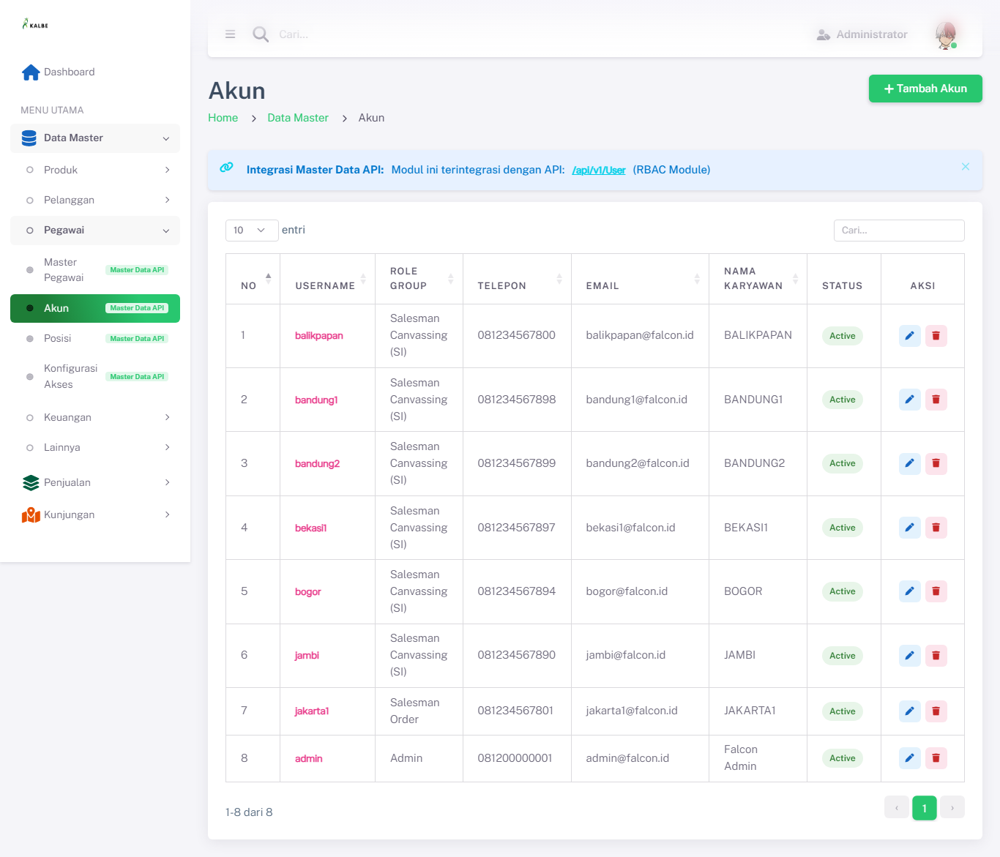 KALBE
Dashboard
MENU UTAMA
Data Master
Produk
Pelanggan
Pegawai
Master
Pegawai
Master Data API
Akun
Master Data API
Posisi
Master Data API
Konfigurasi
Akses
Master Data API
Keuangan
Lainnya
Penjualan
Kunjungan
Cari...
Administrator
Akun
Tambah Akun
Home > Data Master > Akun
Integrasi Master Data API: Modul ini terintegrasi dengan API: /api/v1/User (RBAC Module)
10 entri
Cari...
NO USERNAME ROLE GROUP TELEPON EMAIL NAMA KARYAWAN STATUS AKSI
1 balikpapan Salesman Canvassing (SI) 081234567800 balikpapan@falcon.id BALIKPAPAN Active
2 bandung1 Salesman Canvassing (SI) 081234567898 bandung1@falcon.id BANDUNG1 Active
3 bandung2 Salesman Canvassing (SI) 081234567899 bandung2@falcon.id BANDUNG2 Active
4 bekasi1 Salesman Canvassing (SI) 081234567897 bekasi1@falcon.id BEKASI1 Active
5 bogor Salesman Canvassing (SI) 081234567894 bogor@falcon.id BOGOR Active
6 jambi Salesman Canvassing (SI) 081234567890 jambi@falcon.id JAMBI Active
7 jakarta1 Salesman Order 081234567801 jakarta1@falcon.id JAKARTA1 Active
8 admin Admin 081200000001 admin@falcon.id Falcon Admin Active
1-8 dari 8
‹ 1 ›